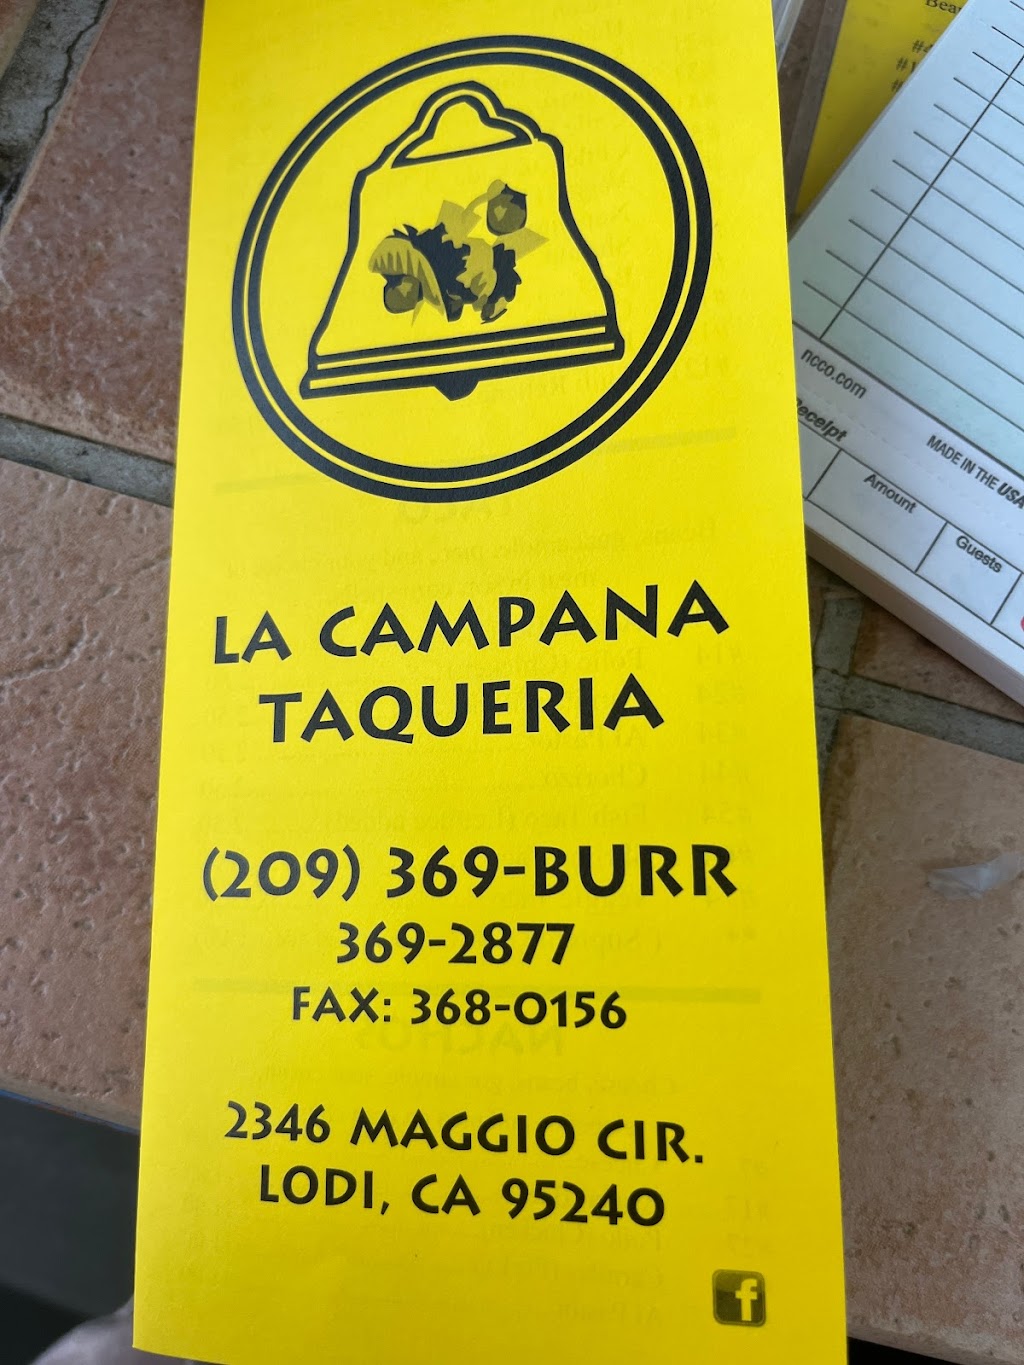 LA CAMPANA
TAQUERIA
(209) 369-BURR
369-2877
FAX: 368-0156
2346 MAGGIO CIR.
LODI, CA 95240
f
ncco.com
Receipt
MADE IN THE USA
Amount
Guests